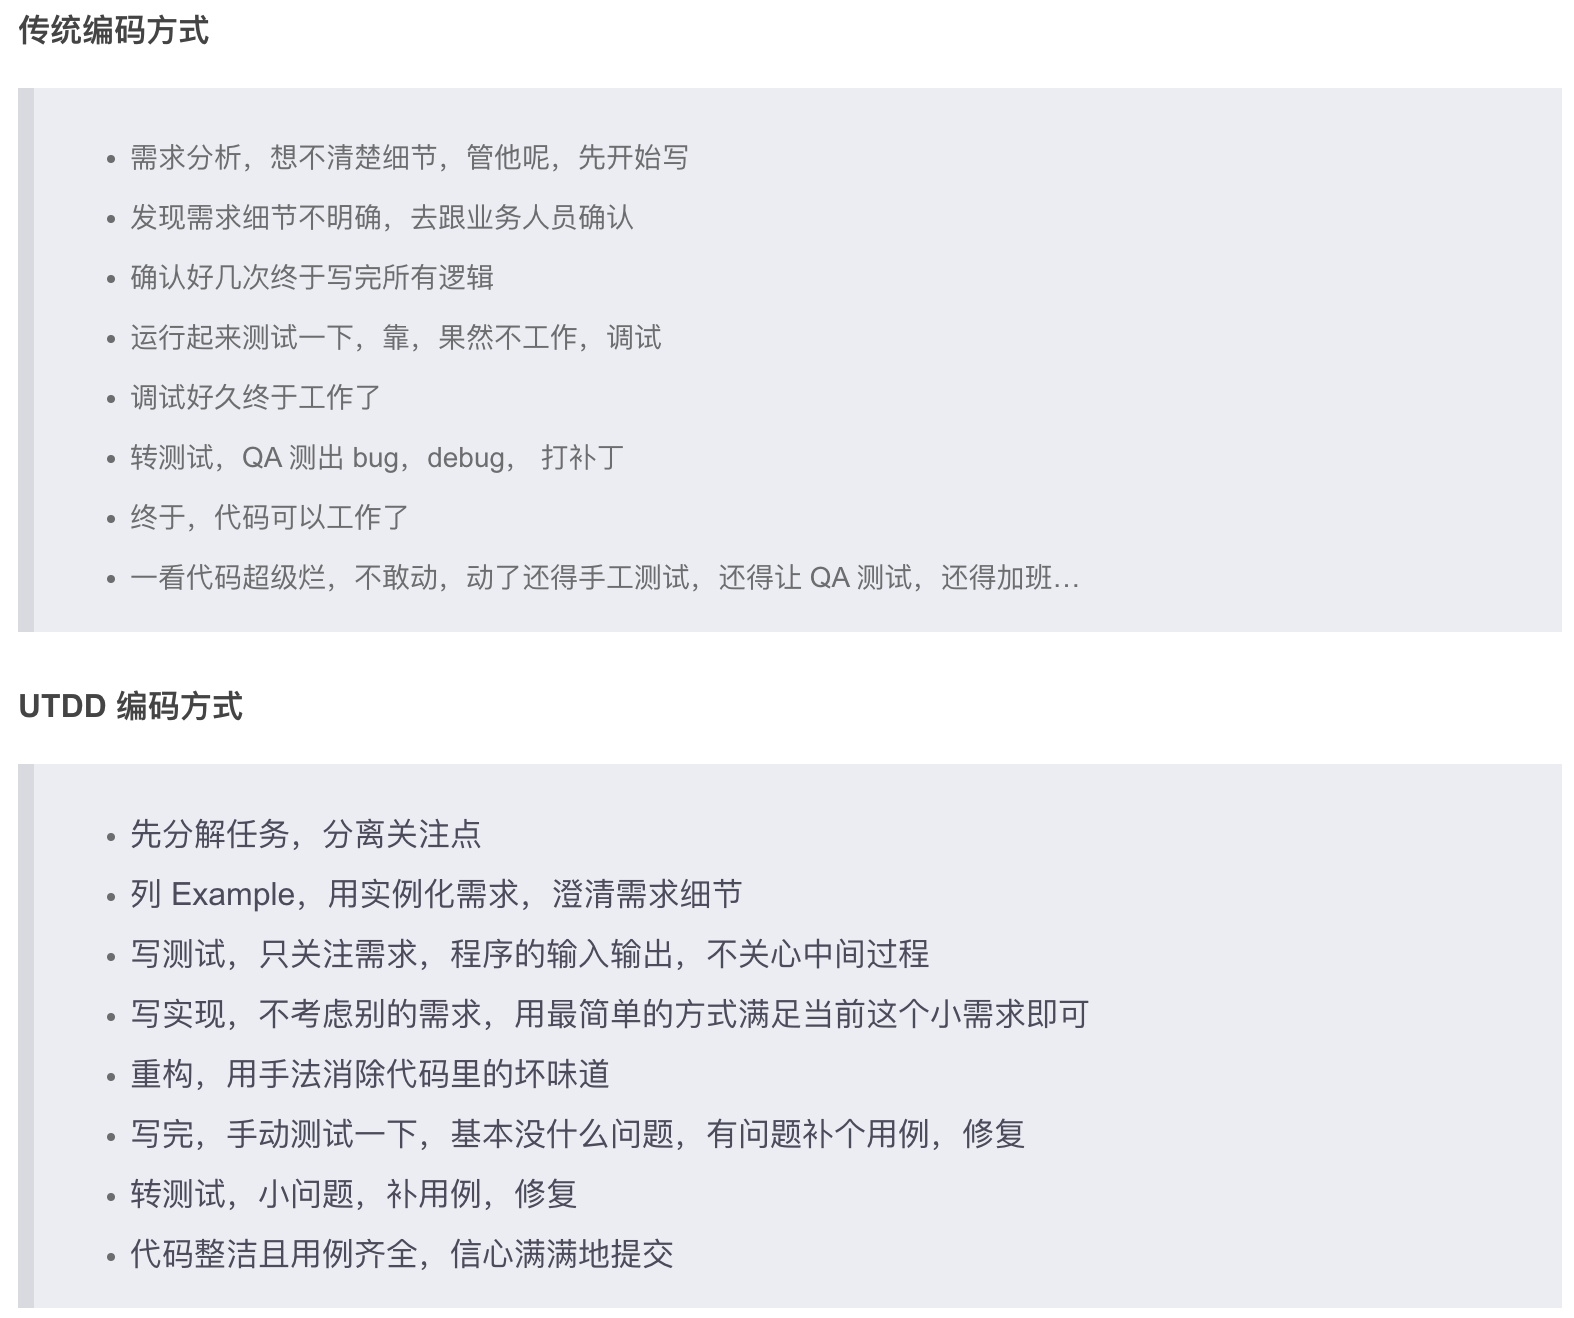 传统编码方式
需求分析，想不清楚细节，管他呢，先开始写
发现需求细节不明确，去跟业务人员确认
确认好几次终于写完所有逻辑
运行起来测试一下，靠，果然不工作，调试
调试好久终于工作了
转测试，QA 测出 bug，debug， 打补丁
终于，代码可以工作了
一看代码超级烂，不敢动，动了还得手工测试，还得让 QA 测试，还得加班…
UTDD 编码方式
先分解任务，分离关注点
列 Example，用实例化需求，澄清需求细节
写测试，只关注需求，程序的输入输出，不关心中间过程
写实现，不考虑别的需求，用最简单的方式满足当前这个小需求即可
重构，用手法消除代码里的坏味道
写完，手动测试一下，基本没什么问题，有问题补个用例，修复
转测试，小问题，补用例，修复
代码整洁且用例齐全，信心满满地提交